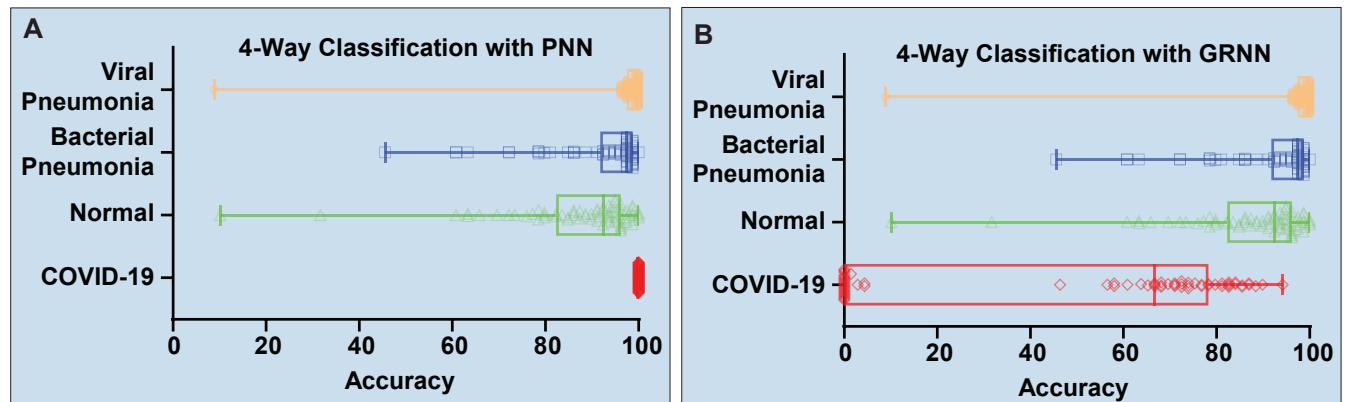 A
4-Way Classification with PNN
Viral
Pneumonia
Bacterial
Pneumonia
Normal
COVID-19
0 20 40 60 80 100
Accuracy
B
4-Way Classification with GRNN
Viral
Pneumonia
Bacterial
Pneumonia
Normal
COVID-19
0 20 40 60 80 100
Accuracy